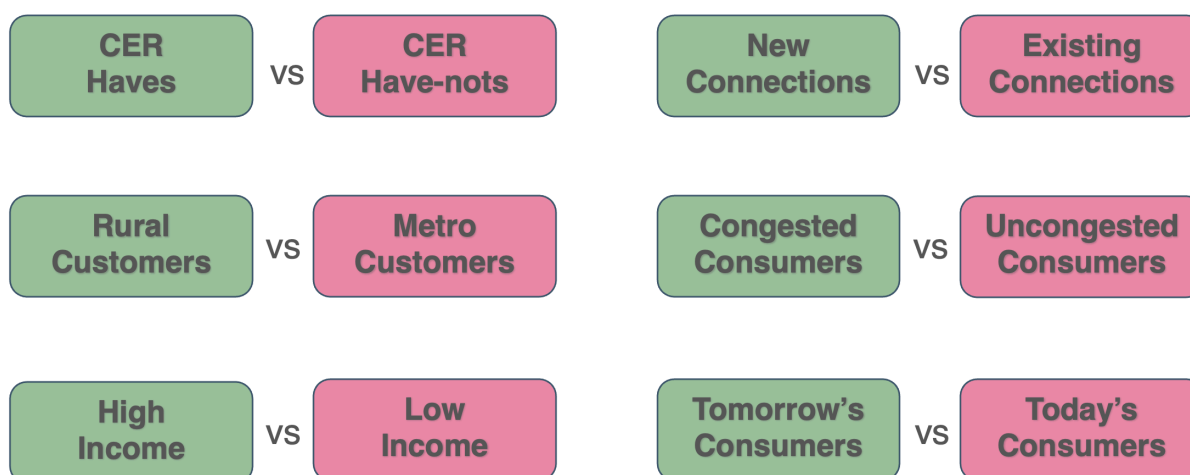 CER
Haves
vs
CER
Have-nots
New
Connections
vs
Existing
Connections
Rural
Customers
vs
Metro
Customers
Congested
Consumers
vs
Uncongested
Consumers
High
Income
vs
Low
Income
Tomorrow’s
Consumers
vs
Today’s
Consumers